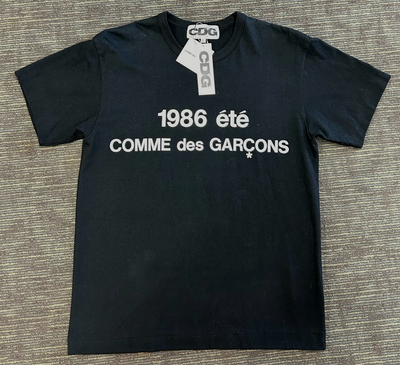 CDG
CDG
1986 été
COMME des GARÇONS
*